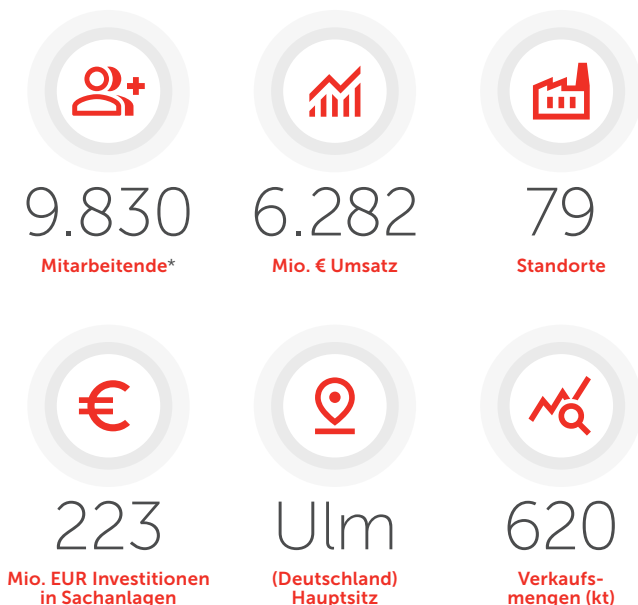 9.830
Mitarbeitende*
6.282
Mio. € Umsatz
79
Standorte
223
Mio. EUR Investitionen
in Sachanlagen
Ulm
(Deutschland)
Hauptsitz
620
Verkaufs-
mengen (kt)